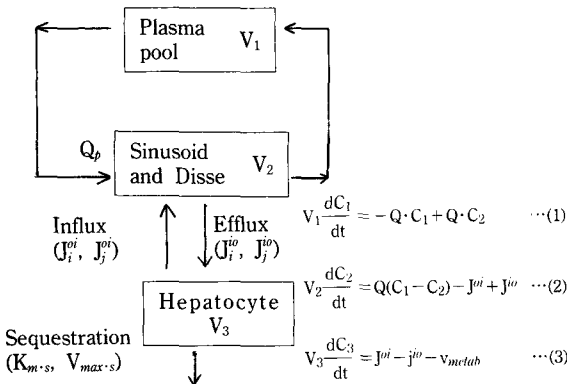 Plasma
pool V₁
Qₚ
Sinusoid
and Disse V₂
Influx
(Jᵢᵒⁱ, Jⱼᵒⁱ)
Efflux
(Jᵢⁱᵒ, Jⱼⁱᵒ)
Hepatocyte
V₃
Sequestration
(Kₘ.ₛ, Vₘₐₓ.ₛ)
V₁ dC₁/dt = −Q·C₁+Q·C₂ ···(1)
V₂ dC₂/dt = Q(C₁−C₂)−Jᵒⁱ+Jⁱᵒ ···(2)
V₃ dC₃/dt = Jᵒⁱ−jⁱᵒ−v_metab ···(3)